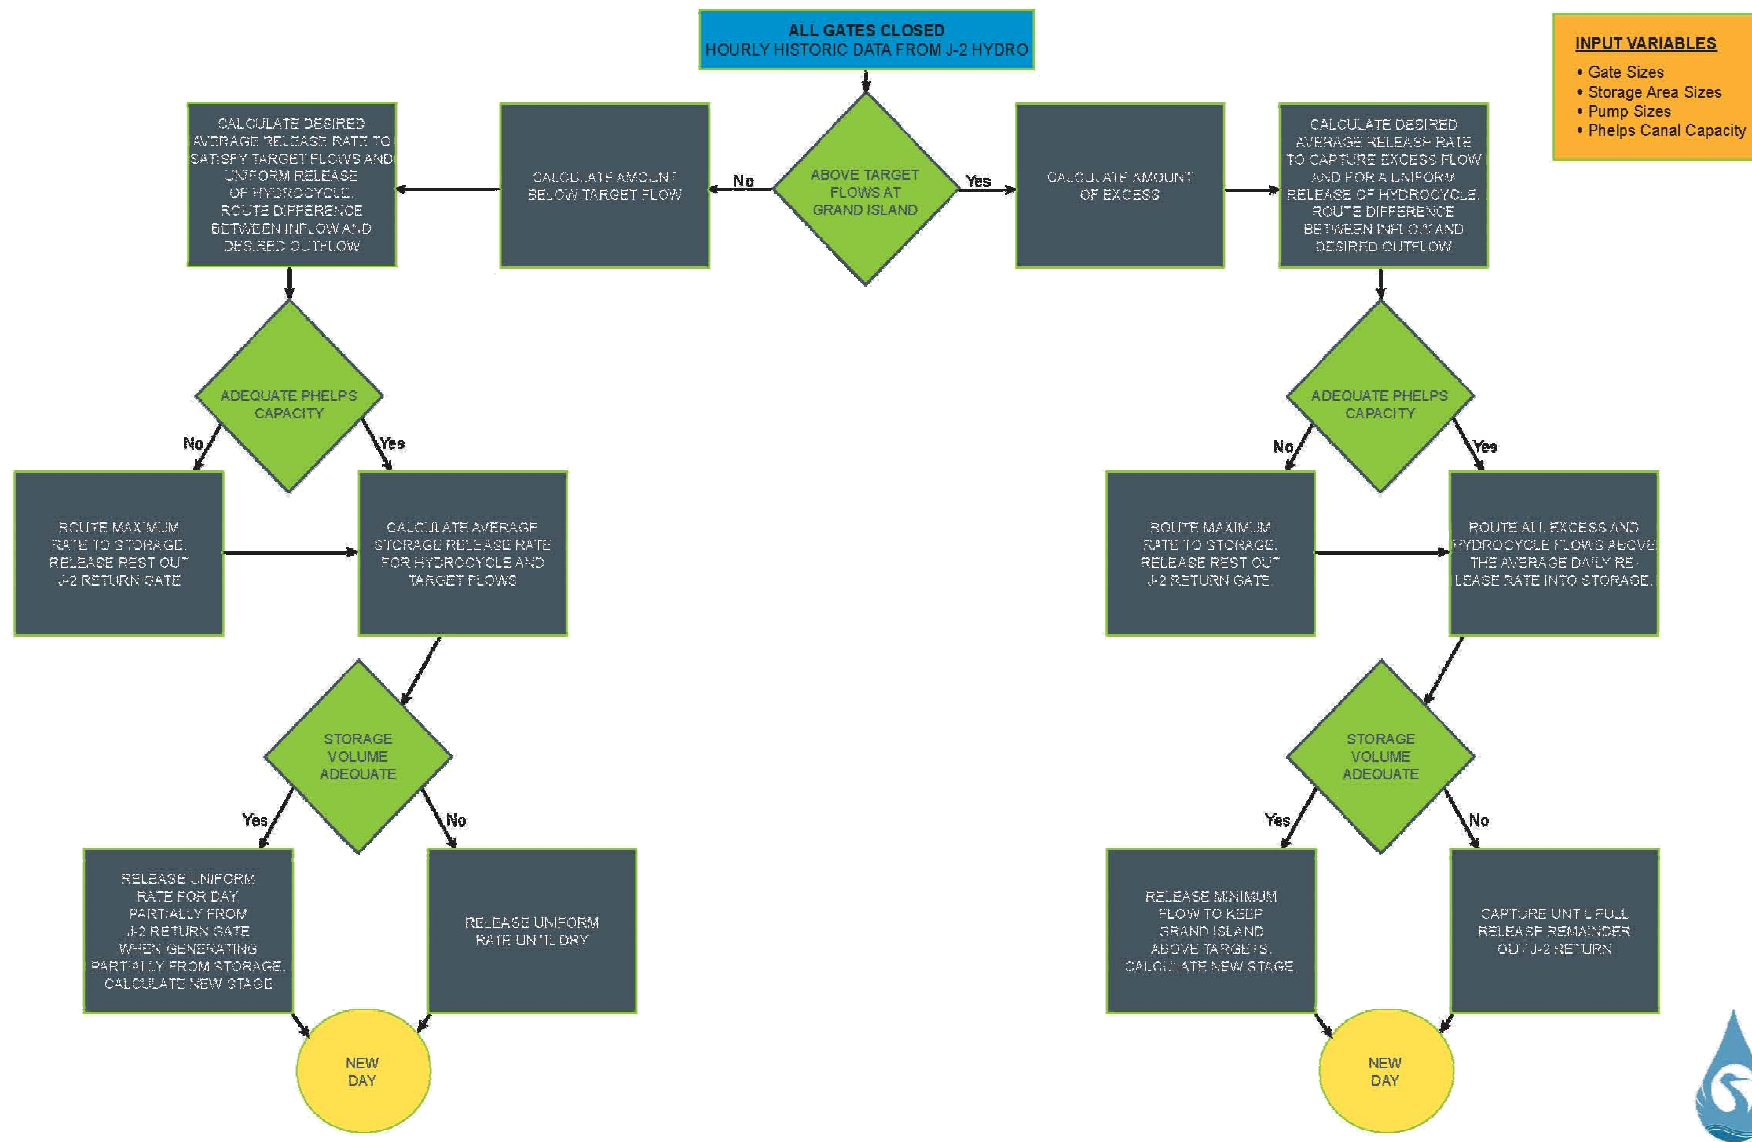 ALL GATES CLOSED
HOURLY HISTORIC DATA FROM J-2 HYDRO
INPUT VARIABLES
• Gate Sizes
• Storage Area Sizes
• Pump Sizes
• Phelps Canal Capacity
CALCULATE DESIRED
AVERAGE RELEASE RATE TO
SATISFY TARGET FLOWS AND
UNIFORM RELEASE
OF HYDROCYCLE.
ROUTE DIFFERENCE
BETWEEN INFLOW AND
DESIRED OUTFLOW
CALCULATE AMOUNT
BELOW TARGET FLOW
No
ABOVE TARGET
FLOWS AT
GRAND ISLAND
Yes
CALCULATE AMOUNT
OF EXCESS
CALCULATE DESIRED
AVERAGE RELEASE RATE
TO CAPTURE EXCESS FLOW
AND FOR A UNIFORM
RELEASE OF HYDROCYCLE.
ROUTE DIFFERENCE
BETWEEN INFLOW AND
DESIRED OUTFLOW
ADEQUATE PHELPS
CAPACITY
No
Yes
ROUTE MAXIMUM
RATE TO STORAGE.
RELEASE REST OUT
J-2 RETURN GATE
CALCULATE AVERAGE
STORAGE RELEASE RATE
FOR HYDROCYCLE AND
TARGET FLOWS
ADEQUATE PHELPS
CAPACITY
No
Yes
ROUTE MAXIMUM
RATE TO STORAGE.
RELEASE REST OUT
J-2 RETURN GATE.
ROUTE ALL EXCESS AND
HYDROCYCLE FLOWS ABOVE
THE AVERAGE DAILY RE-
LEASE RATE INTO STORAGE.
STORAGE
VOLUME
ADEQUATE
Yes
No
RELEASE UNIFORM
RATE FOR DAY
PARTIALLY FROM
J-2 RETURN GATE
WHEN GENERATING
PARTIALLY FROM STORAGE.
CALCULATE NEW STAGE
RELEASE UNIFORM
RATE UNTIL DRY
NEW
DAY
STORAGE
VOLUME
ADEQUATE
Yes
No
RELEASE MINIMUM
FLOW TO KEEP
GRAND ISLAND
ABOVE TARGETS.
CALCULATE NEW STAGE
CAPTURE UNTIL FULL
RELEASE REMAINDER
OUT J-2 RETURN
NEW
DAY